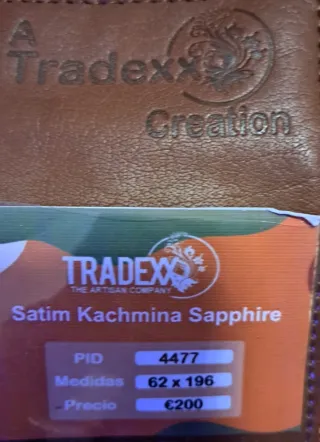 A
Tradexx
Creation
TRADEXX
THE ARTISAN COMPANY
Satim Kachmina Sapphire
PID 4477
Medidas 62 x 196
Precio €200